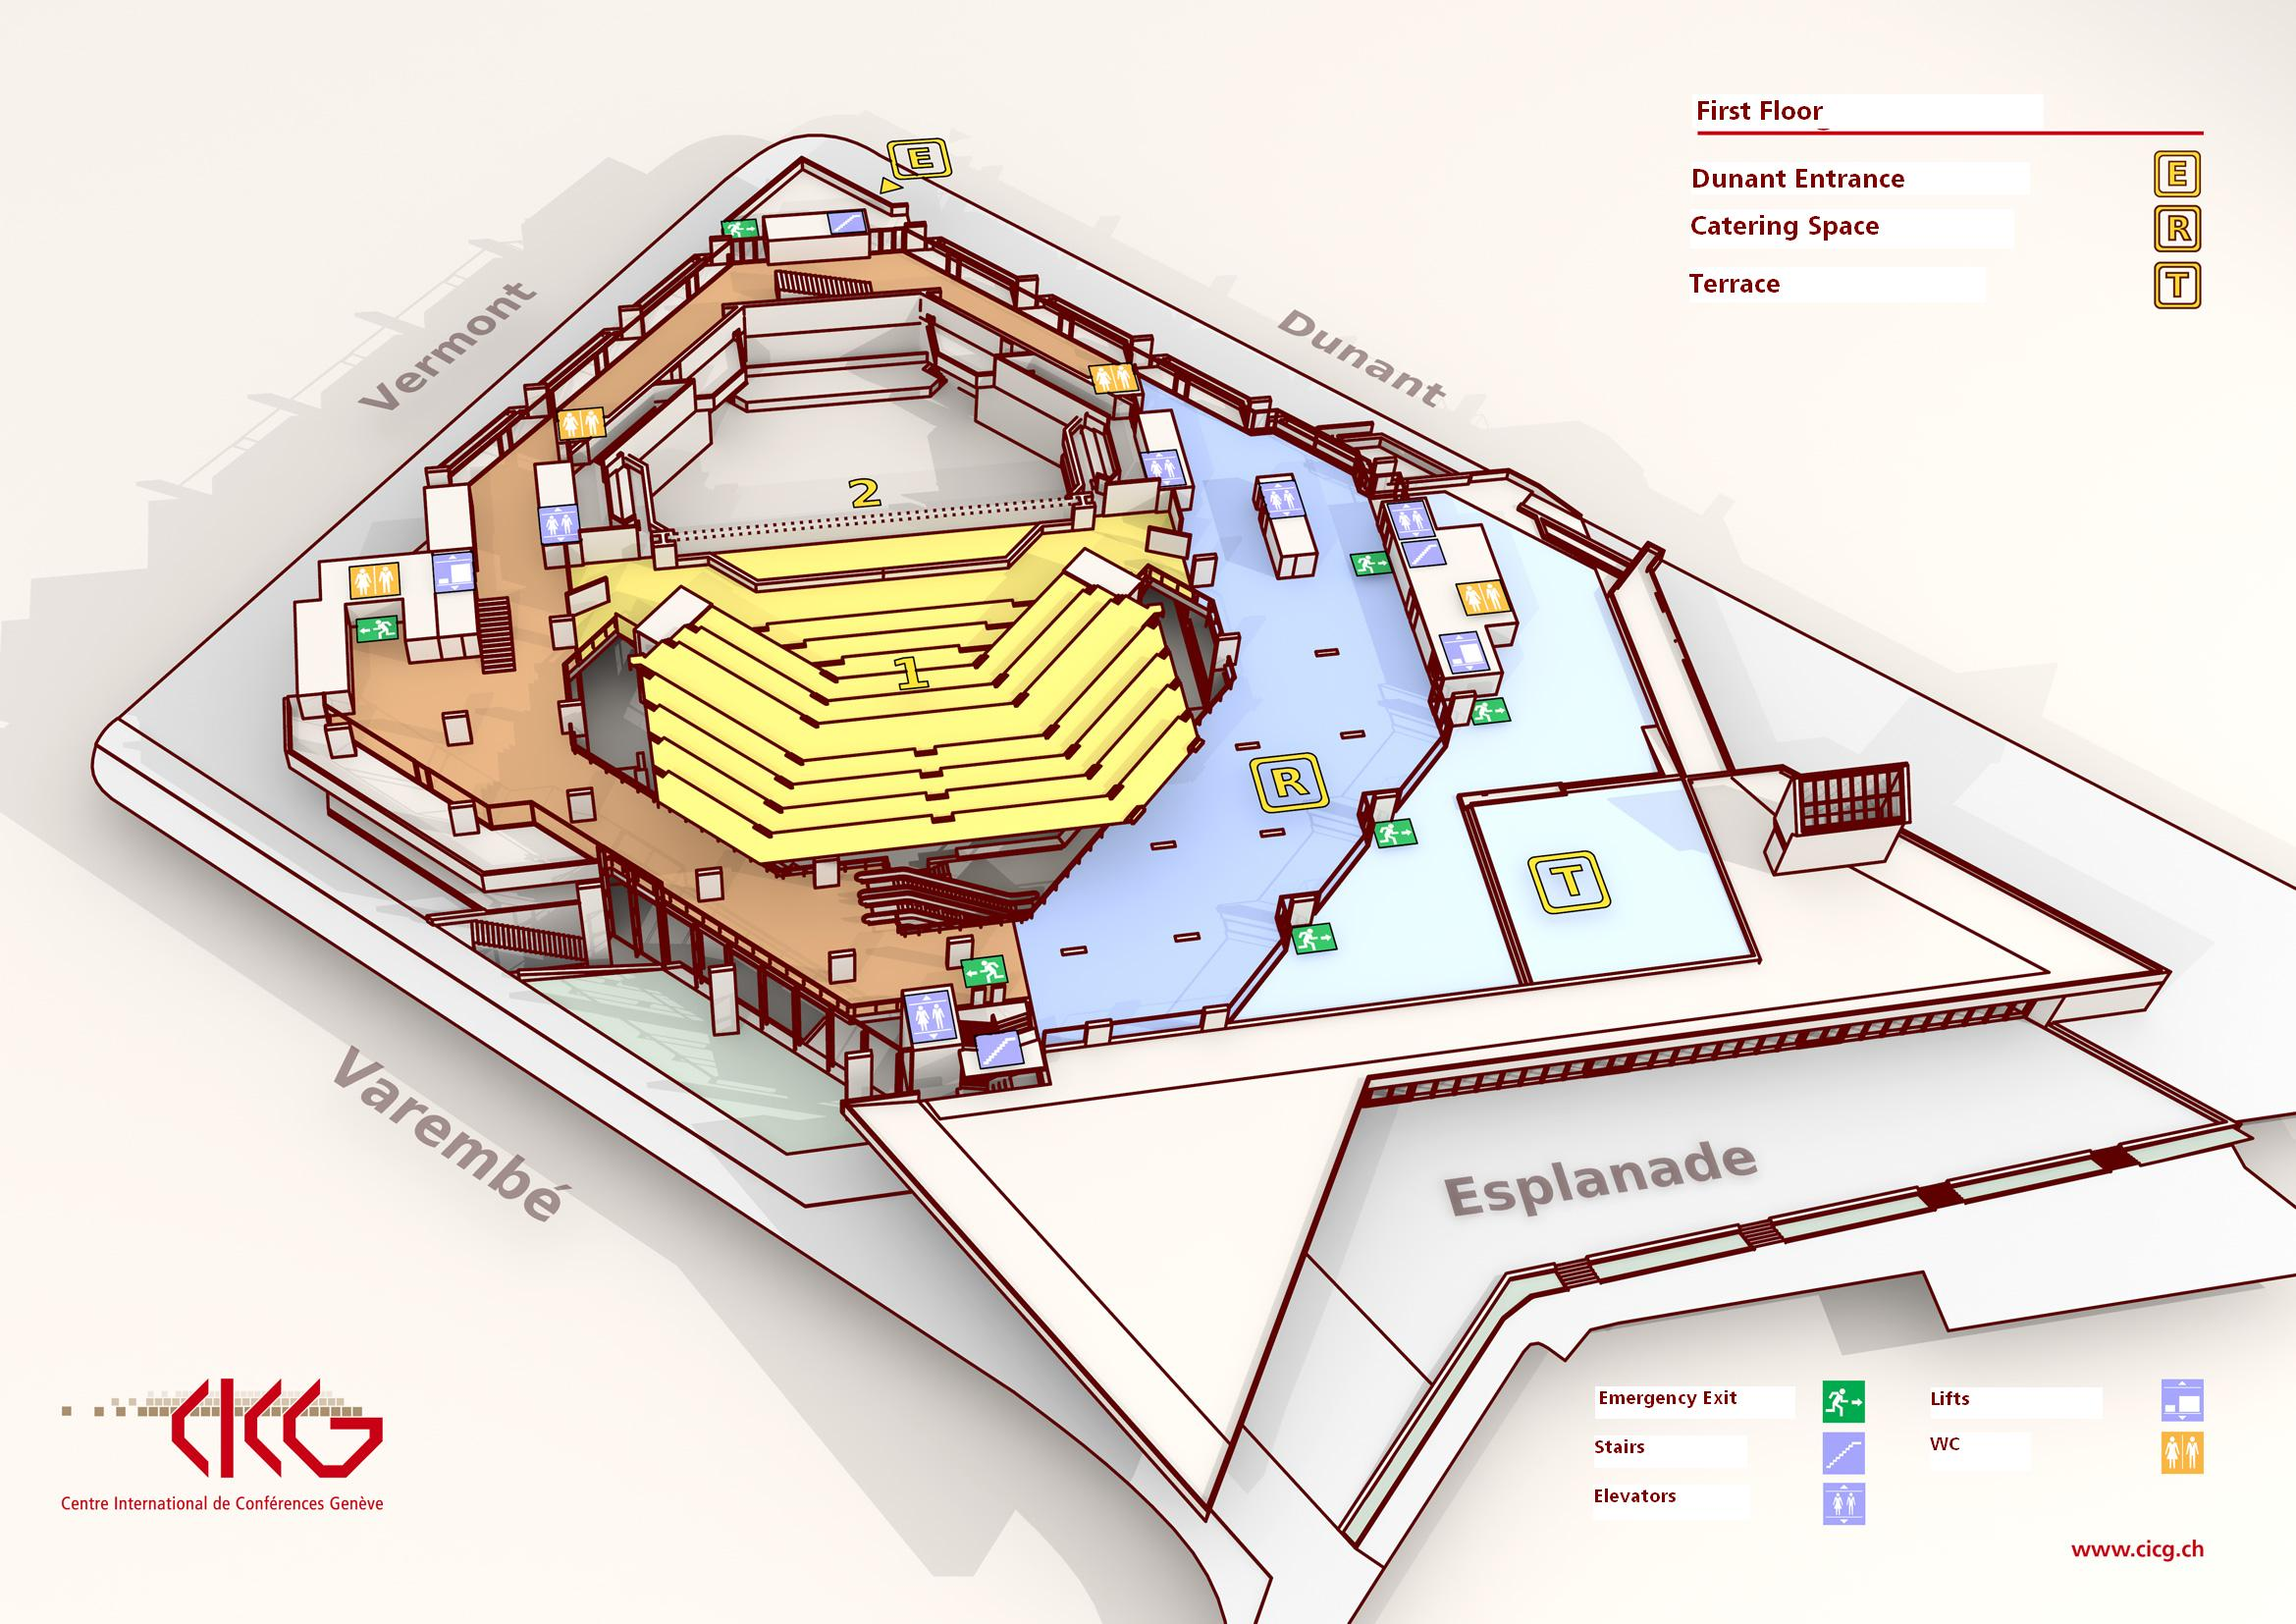 First Floor
Dunant Entrance
E
Catering Space
R
Terrace
T
E
Vermont
Dunant
2
1
R
T
Varembé
Esplanade
CICG
Centre International de Conférences Genève
Emergency Exit
Lifts
Stairs
WC
Elevators
www.cicg.ch